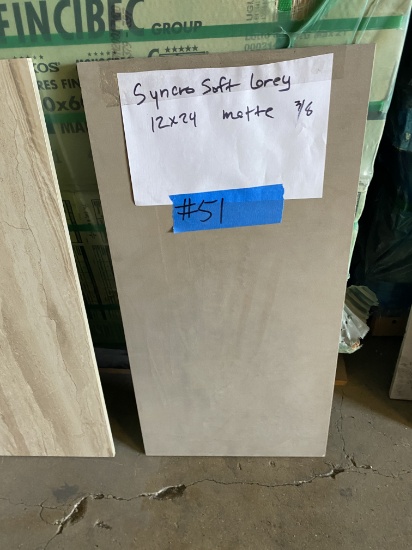 FINCIBEC GROUP
Syncro Soft Grey
12x24 matte 3/8
#51